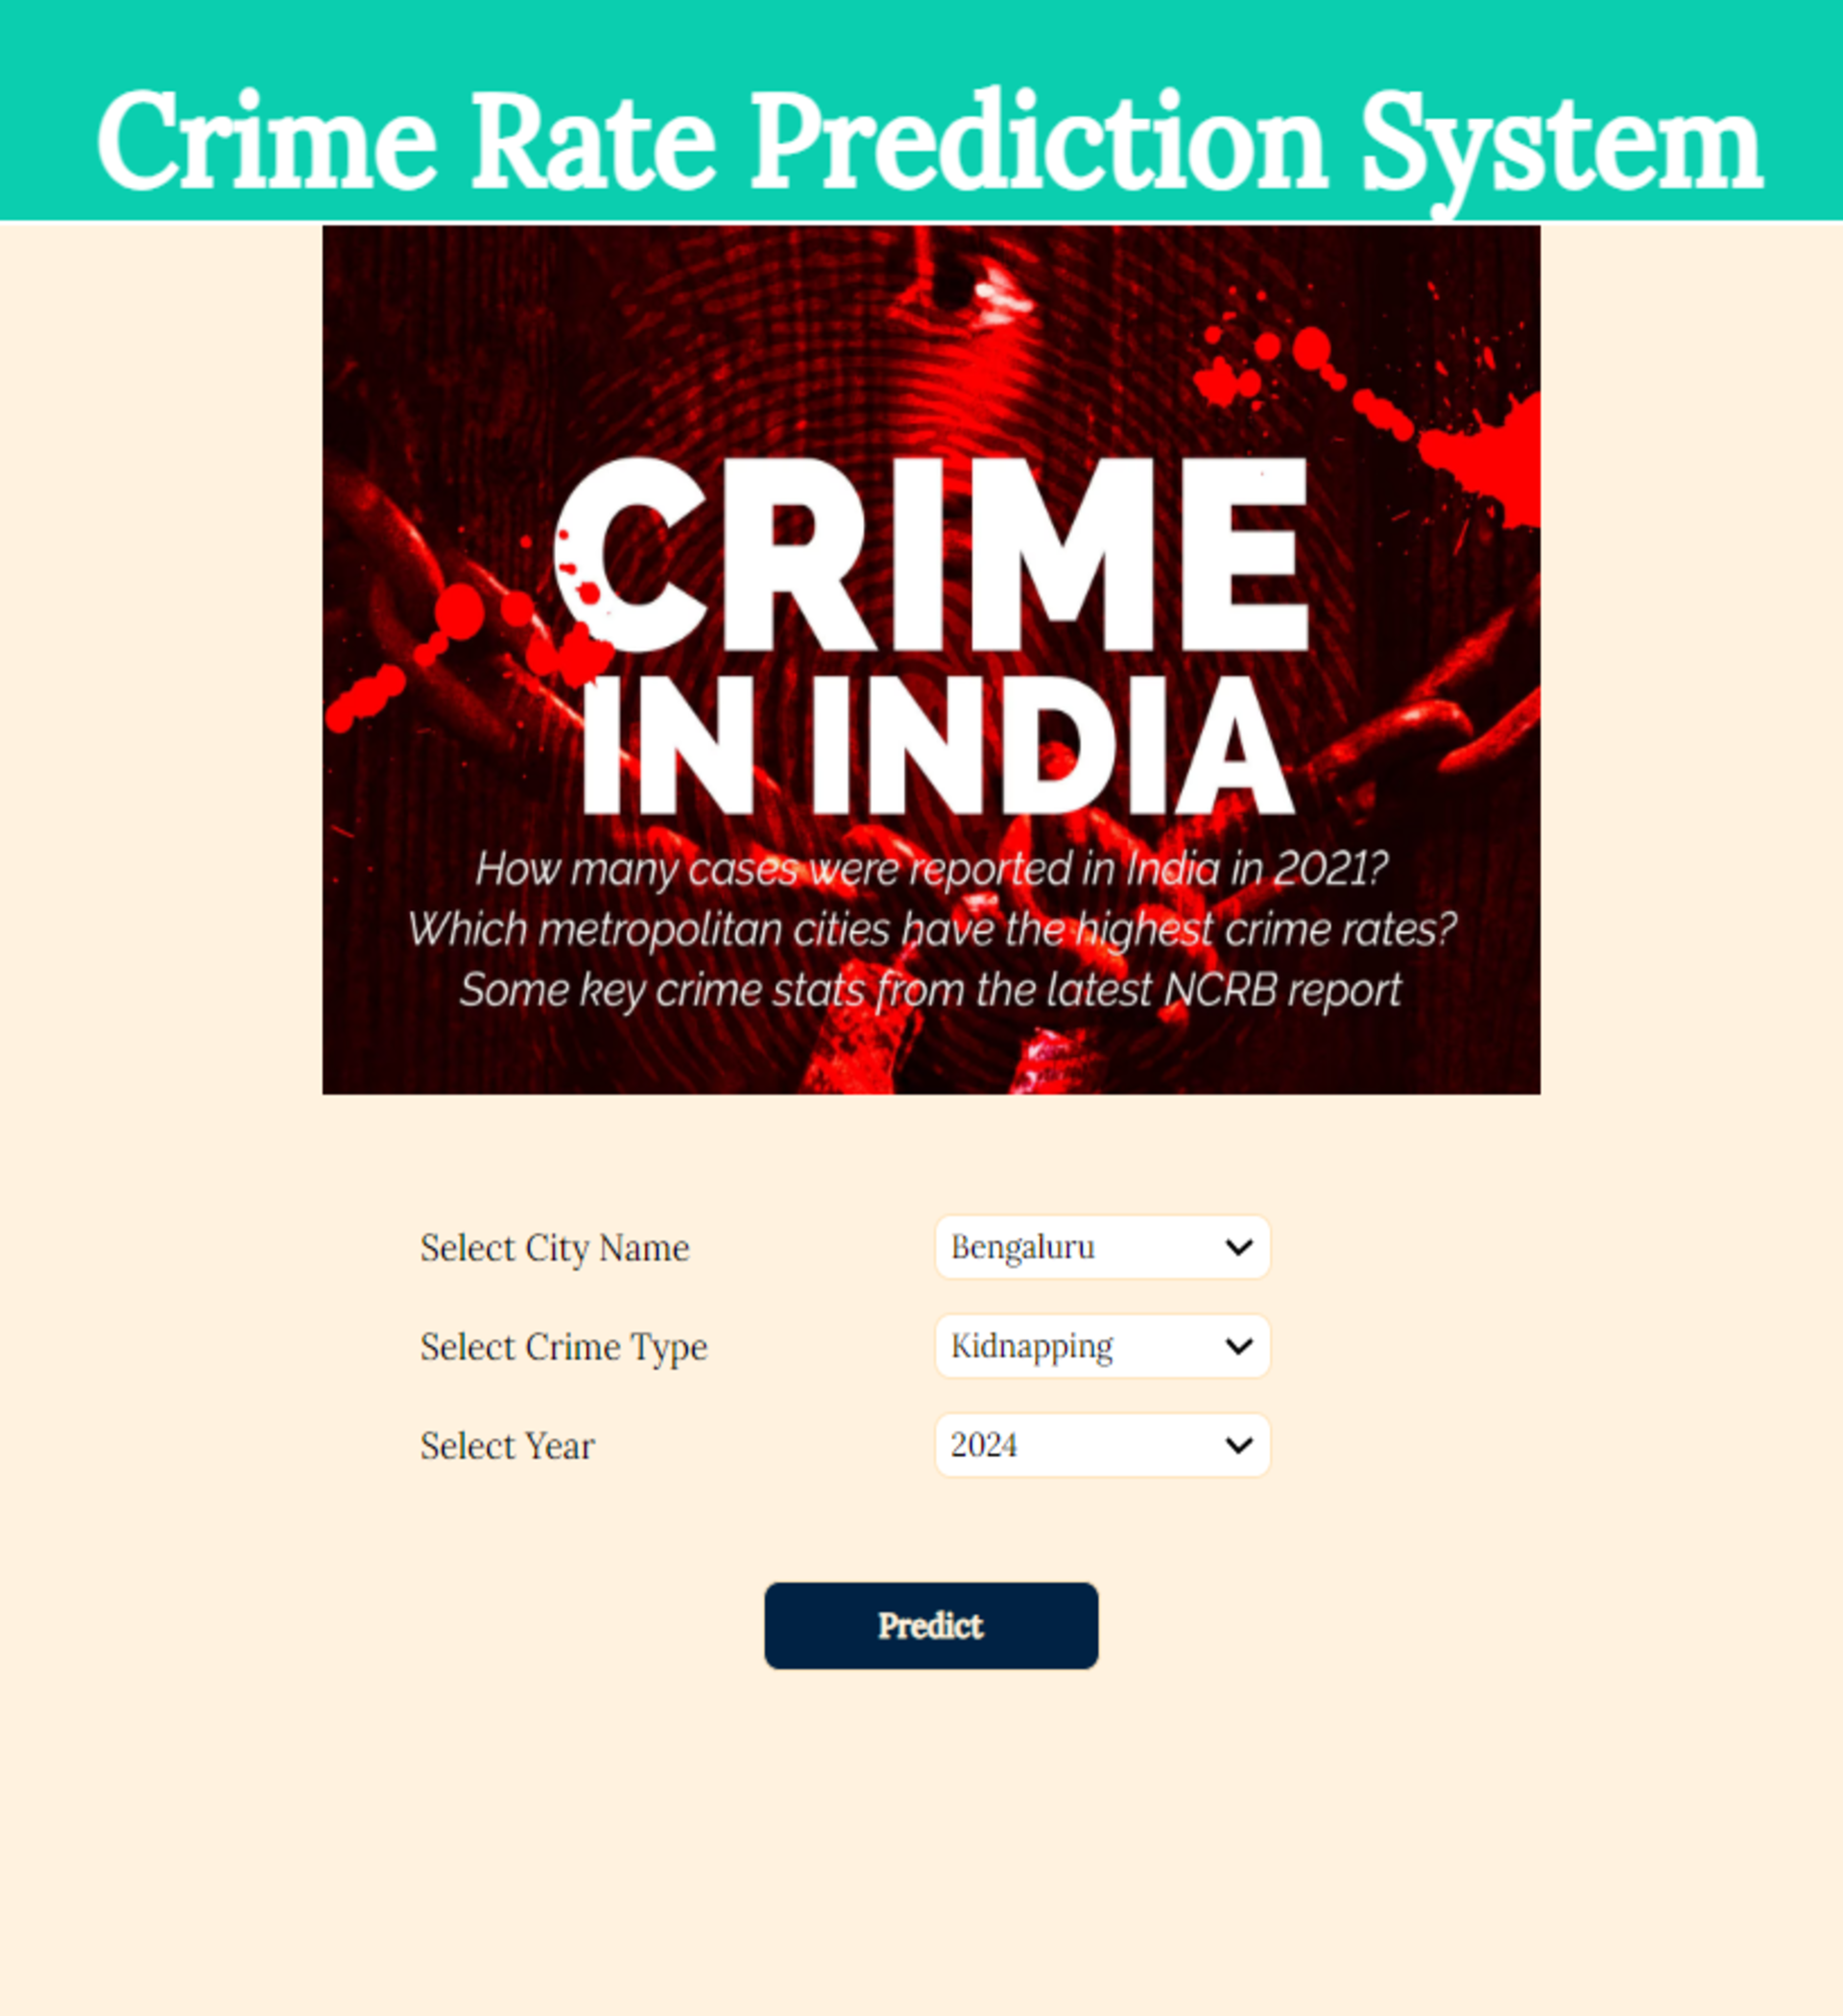 Crime Rate Prediction System
CRIME
IN INDIA
How many cases were reported in India in 2021?
Which metropolitan cities have the highest crime rates?
Some key crime stats from the latest NCRB report
Select City Name
Bengaluru
Select Crime Type
Kidnapping
Select Year
2024
Predict